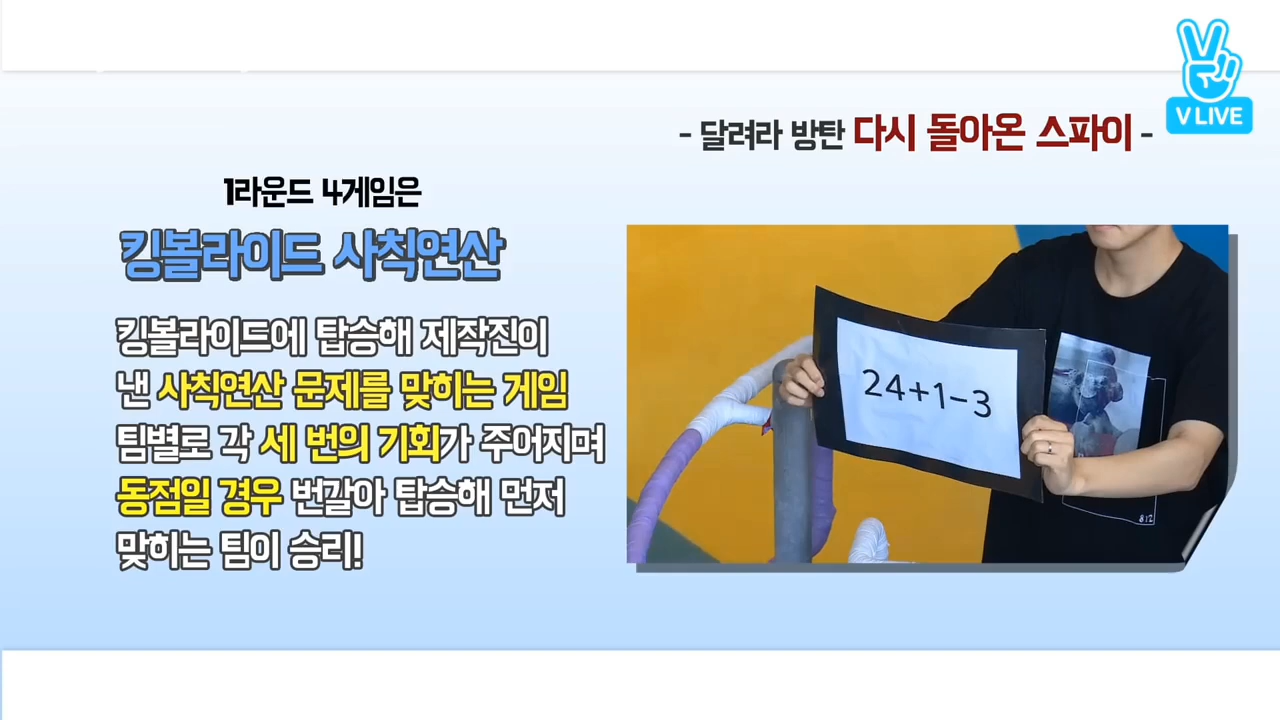 V LIVE
- 달려라 방탄 다시 돌아온 스파이 -
1라운드 4게임은
킹볼라이드 사칙연산
킹볼라이드에 탑승해 제작진이
낸 사칙연산 문제를 맞히는 게임
팀별로 각 세 번의 기회가 주어지며
동점일 경우 번갈아 탑승해 먼저
맞히는 팀이 승리!
24+1-3
812